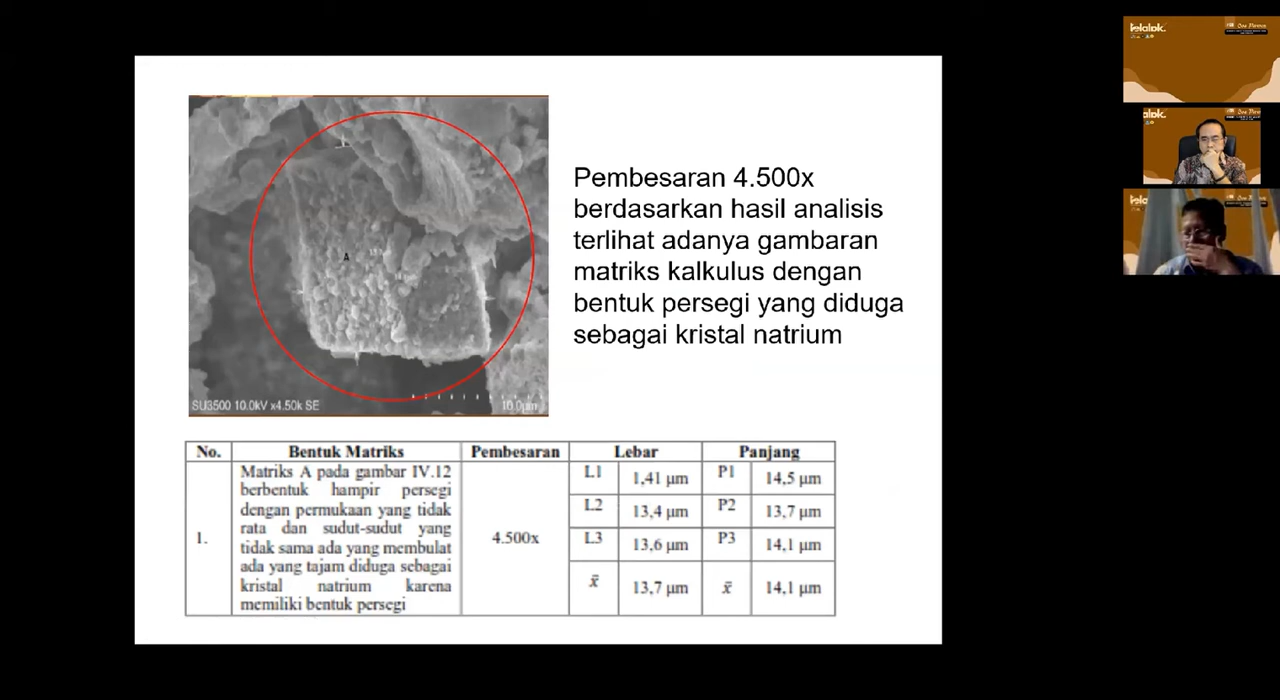 Pembesaran 4.500x
berdasarkan hasil analisis
terlihat adanya gambaran
matriks kalkulus dengan
bentuk persegi yang diduga
sebagai kristal natrium
A
SU3500 10.0kV x4.50k SE
10.0µm
No.
Bentuk Matriks
Pembesaran
Lebar
Panjang
1.
Matriks A pada gambar IV.12
berbentuk hampir persegi
dengan permukaan yang tidak
rata dan sudut-sudut yang
tidak sama ada yang membulat
ada yang tajam diduga sebagai
kristal natrium karena
memiliki bentuk persegi
4.500x
L1 1,41 µm P1 14,5 µm
L2 13,4 µm P2 13,7 µm
L3 13,6 µm P3 14,1 µm
x̄ 13,7 µm x̄ 14,1 µm